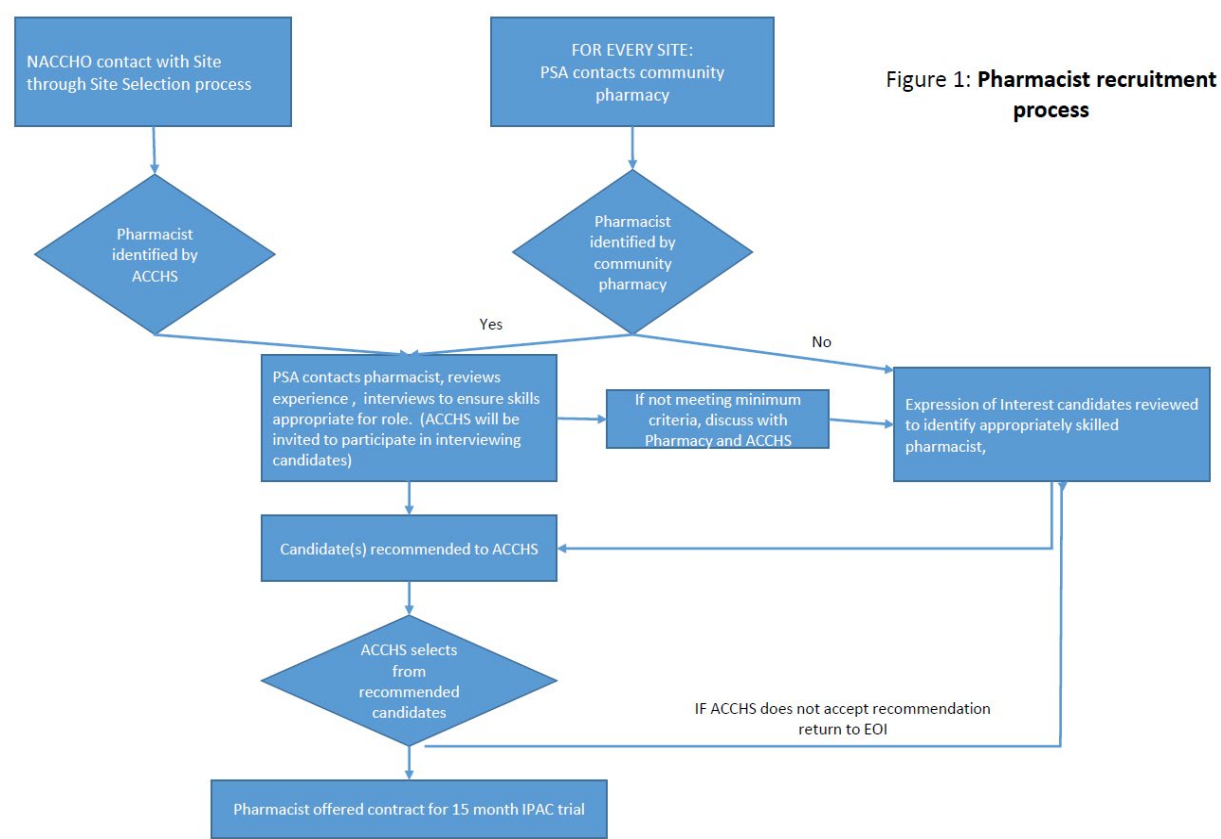 NACCHO contact with Site
through Site Selection process
FOR EVERY SITE:
PSA contacts community
pharmacy
Figure 1: Pharmacist recruitment
process
Pharmacist
identified by
ACCHS
Pharmacist
identified by
community
pharmacy
Yes
No
PSA contacts pharmacist, reviews
experience , interviews to ensure skills
appropriate for role. (ACCHS will be
invited to participate in interviewing
candidates)
If not meeting minimum
criteria, discuss with
Pharmacy and ACCHS
Expression of Interest candidates reviewed
to identify appropriately skilled
pharmacist,
Candidate(s) recommended to ACCHS
ACCHS selects
from
recommended
candidates
IF ACCHS does not accept recommendation
return to EOI
Pharmacist offered contract for 15 month IPAC trial